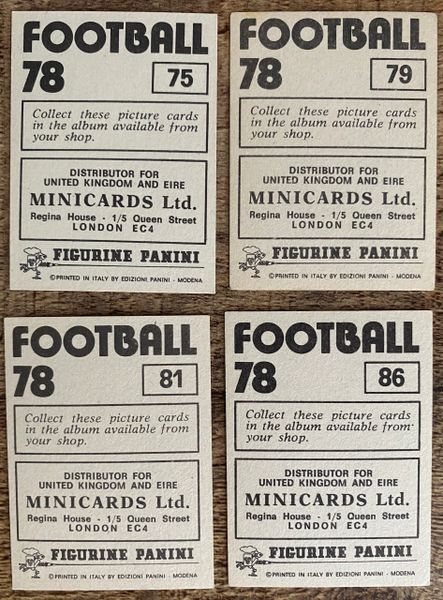 FOOTBALL
78 75
Collect these picture cards
in the album available from
your shop.
DISTRIBUTOR FOR
UNITED KINGDOM AND EIRE
MINICARDS Ltd.
Regina House - 1/5 Queen Street
LONDON EC4
FIGURINE PANINI
©PRINTED IN ITALY BY EDIZIONI PANINI - MODENA
FOOTBALL
78 79
Collect these picture cards
in the album available from
your shop.
DISTRIBUTOR FOR
UNITED KINGDOM AND EIRE
MINICARDS Ltd.
Regina House - 1/5 Queen Street
LONDON EC4
FIGURINE PANINI
©PRINTED IN ITALY BY EDIZIONI PANINI - MODENA
FOOTBALL
78 81
Collect these picture cards
in the album available from
your shop.
DISTRIBUTOR FOR
UNITED KINGDOM AND EIRE
MINICARDS Ltd.
Regina House - 1/5 Queen Street
LONDON EC4
FIGURINE PANINI
©PRINTED IN ITALY BY EDIZIONI PANINI - MODENA
FOOTBALL
78 86
Collect these picture cards
in the album available from
your shop.
DISTRIBUTOR FOR
UNITED KINGDOM AND EIRE
MINICARDS Ltd.
Regina House - 1/5 Queen Street
LONDON EC4
FIGURINE PANINI
©PRINTED IN ITALY BY EDIZIONI PANINI - MODENA